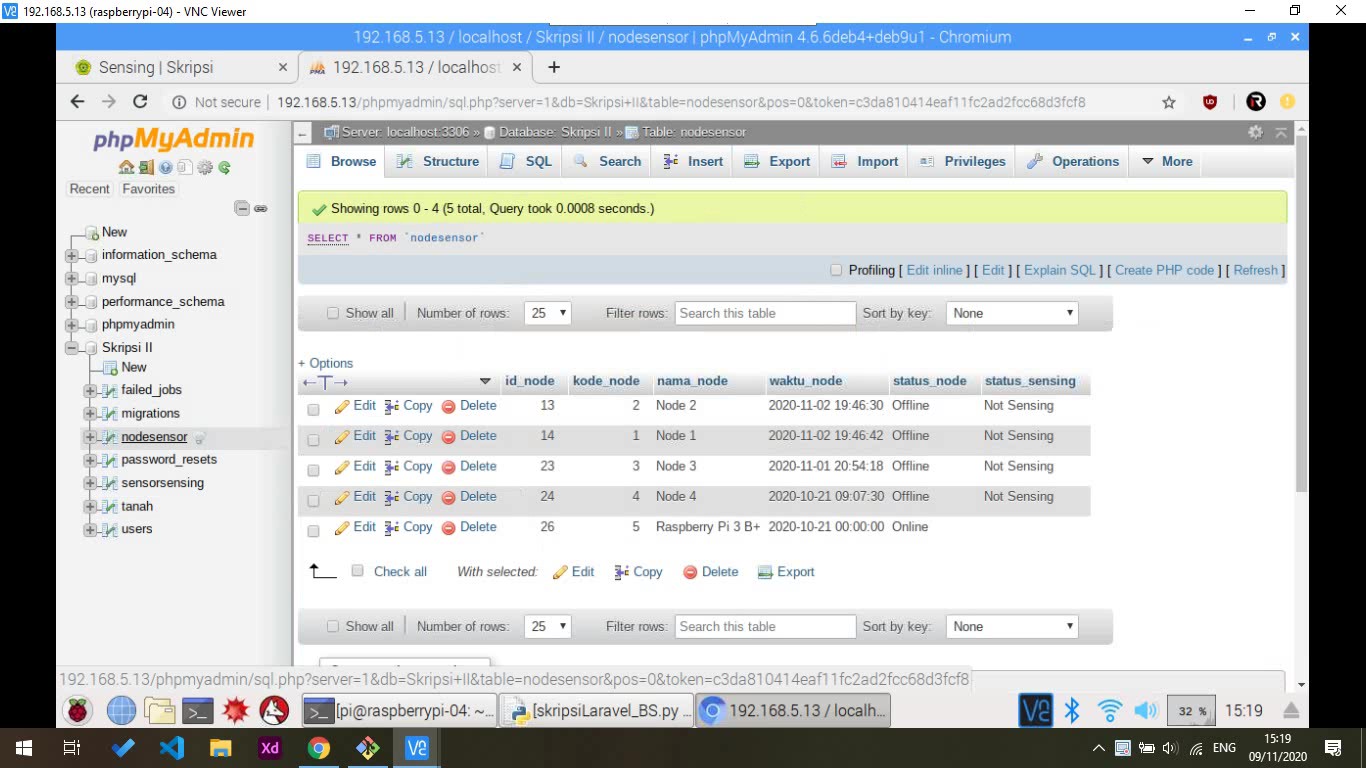 192.168.5.13 (raspberrypi-04) - VNC Viewer
192.168.5.13 / localhost / Skripsi II / nodesensor | phpMyAdmin 4.6.6deb4+deb9u1 - Chromium
Sensing | Skripsi
192.168.5.13 / localhost
Not secure | 192.168.5.13/phpmyadmin/sql.php?server=1&db=Skripsi+II&table=nodesensor&pos=0&token=c3da810414eaf11fc2ad2fcc68d3fcf8
phpMyAdmin
Recent Favorites
New
information_schema
mysql
performance_schema
phpmyadmin
Skripsi II
New
failed_jobs
migrations
nodesensor
password_resets
sensorsensing
tanah
users
Server: localhost:3306 » Database: Skripsi II » Table: nodesensor
Browse Structure SQL Search Insert Export Import Privileges Operations More
Showing rows 0 - 4 (5 total, Query took 0.0008 seconds.)
SELECT * FROM `nodesensor`
Profiling [ Edit inline ] [ Edit ] [ Explain SQL ] [ Create PHP code ] [ Refresh ]
Show all | Number of rows: 25 Filter rows: Search this table Sort by key: None
+ Options
id_node kode_node nama_node waktu_node status_node status_sensing
Edit Copy Delete 13 2 Node 2 2020-11-02 19:46:30 Offline Not Sensing
Edit Copy Delete 14 1 Node 1 2020-11-02 19:46:42 Offline Not Sensing
Edit Copy Delete 23 3 Node 3 2020-11-01 20:54:18 Offline Not Sensing
Edit Copy Delete 24 4 Node 4 2020-10-21 09:07:30 Offline Not Sensing
Edit Copy Delete 26 5 Raspberry Pi 3 B+ 2020-10-21 00:00:00 Online
Check all With selected: Edit Copy Delete Export
Show all | Number of rows: 25 Filter rows: Search this table Sort by key: None
192.168.5.13/phpmyadmin/sql.php?server=1&db=Skripsi+II&table=nodesensor&pos=0&token=c3da810414eaf11fc2ad2fcc68d3fcf8
[pi@raspberrypi-04: ~... [skripsiLaravel_BS.py ... 192.168.5.13 / localh... 32 % 15:19
Xd
ENG
15:19
09/11/2020